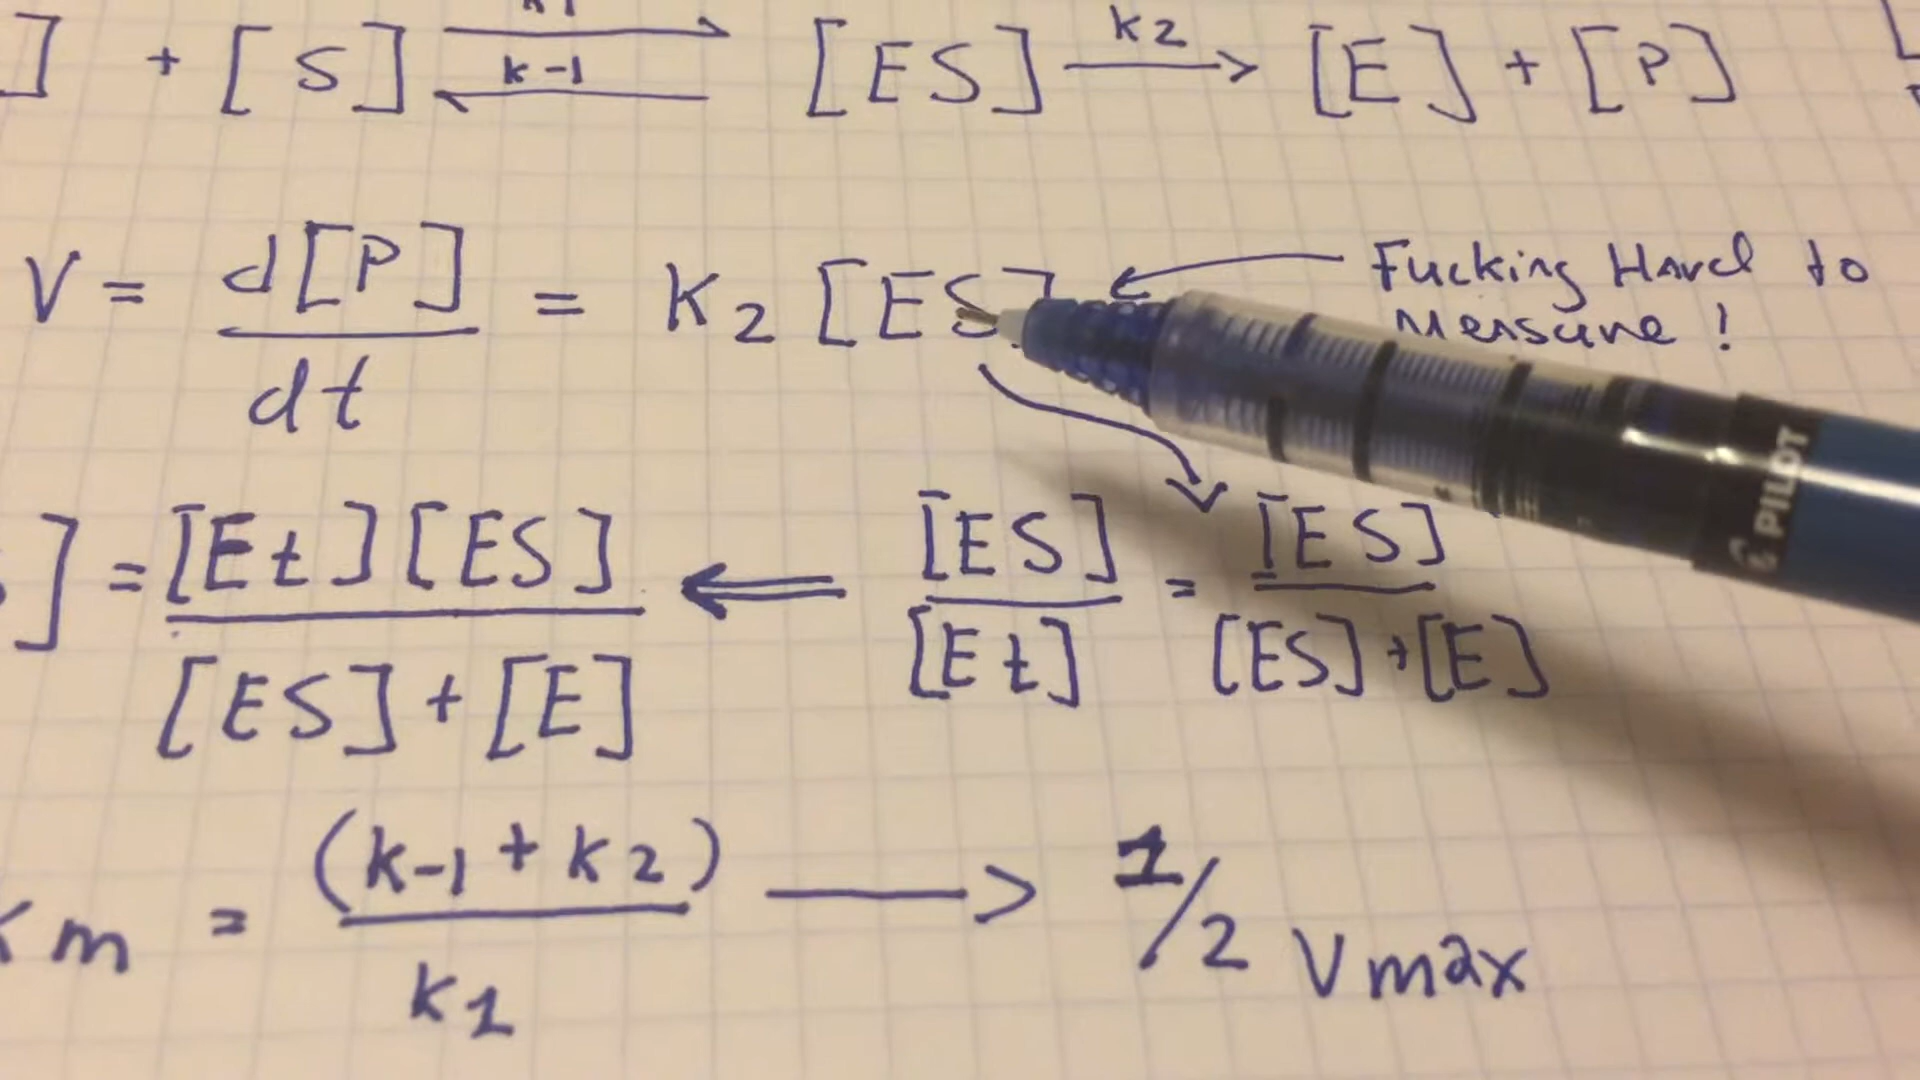 ] + [S] k-1 [ES] k2 [E] + [P]
V = d[P]/dt = K2 [ES]
Fucking Hard to
Measure!
PILOT
] = [Et][ES]/[ES]+[E] ⇐ [ES]/[Et] = [ES]/[ES]+[E]
Km = (k-1 + k2)/k1 → 1/2 Vmax